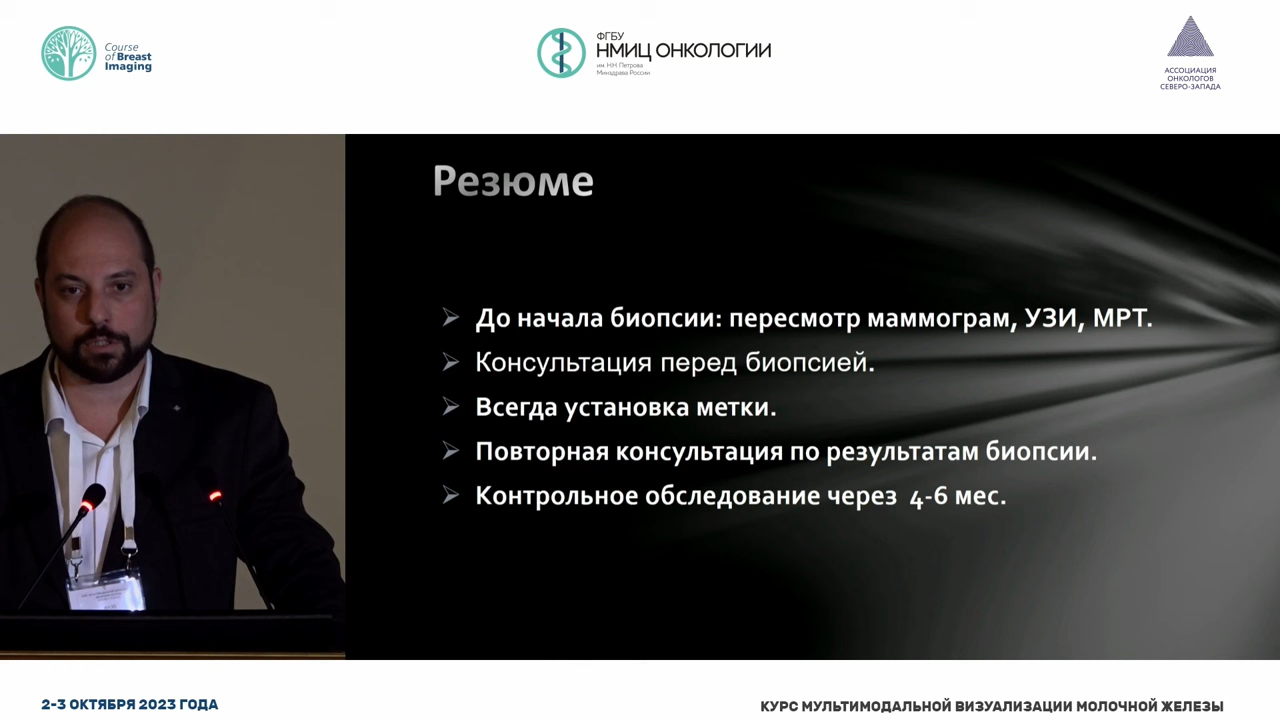 Course
of Breast
Imaging
ФГБУ
НМИЦ ОНКОЛОГИИ
им. Н.Н. Петрова
Минздрава России
АССОЦИАЦИЯ
ОНКОЛОГОВ
СЕВЕРО-ЗАПАДА
Резюме
До начала биопсии: пересмотр маммограм, УЗИ, МРТ.
Консультация перед биопсией.
Всегда установка метки.
Повторная консультация по результатам биопсии.
Контрольное обследование через 4-6 мес.
2-3 ОКТЯБРЯ 2023 ГОДА
КУРС МУЛЬТИМОДАЛЬНОЙ ВИЗУАЛИЗАЦИИ МОЛОЧНОЙ ЖЕЛЕЗЫ